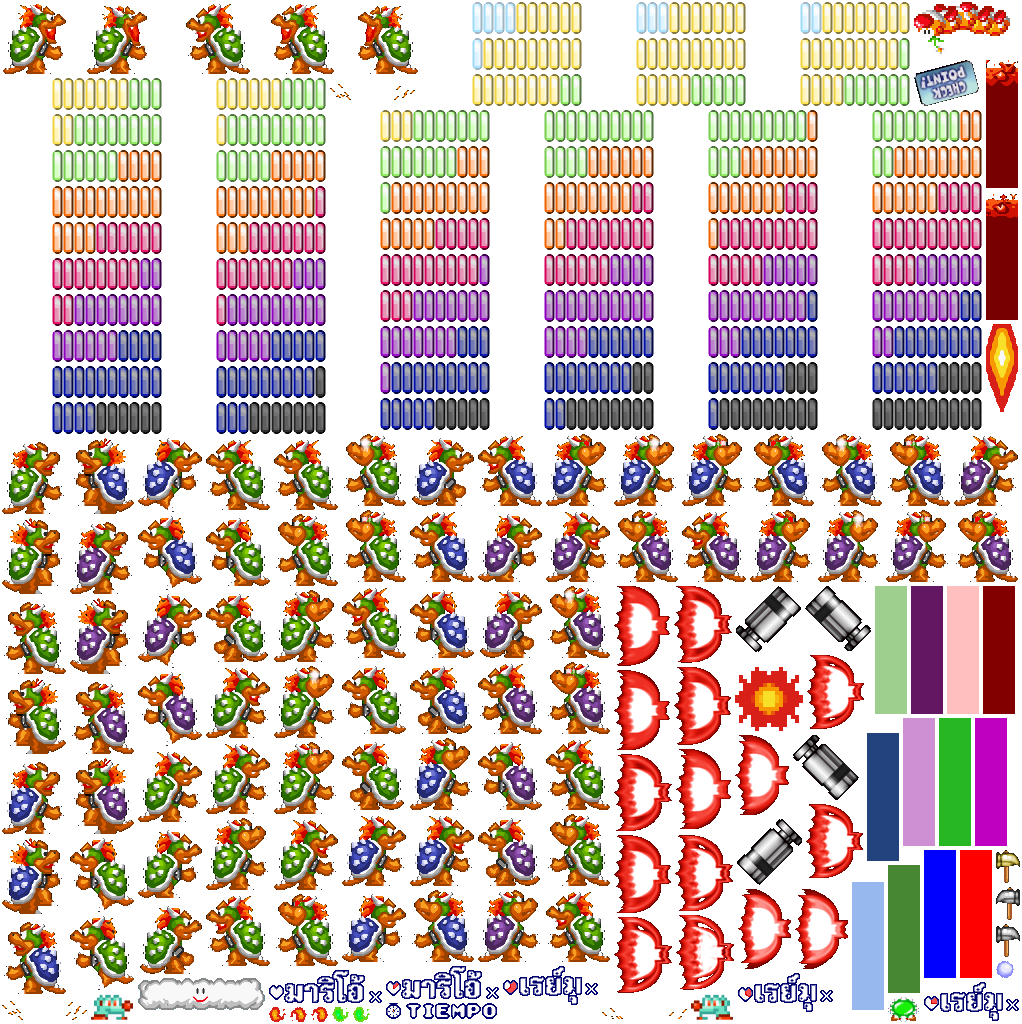 CHECK
POINT!
มาริโอ้ ×
มาริโอ้ ×
เรย์มุ ×
TIEMPO
เรย์มุ ×
เรย์มุ ×